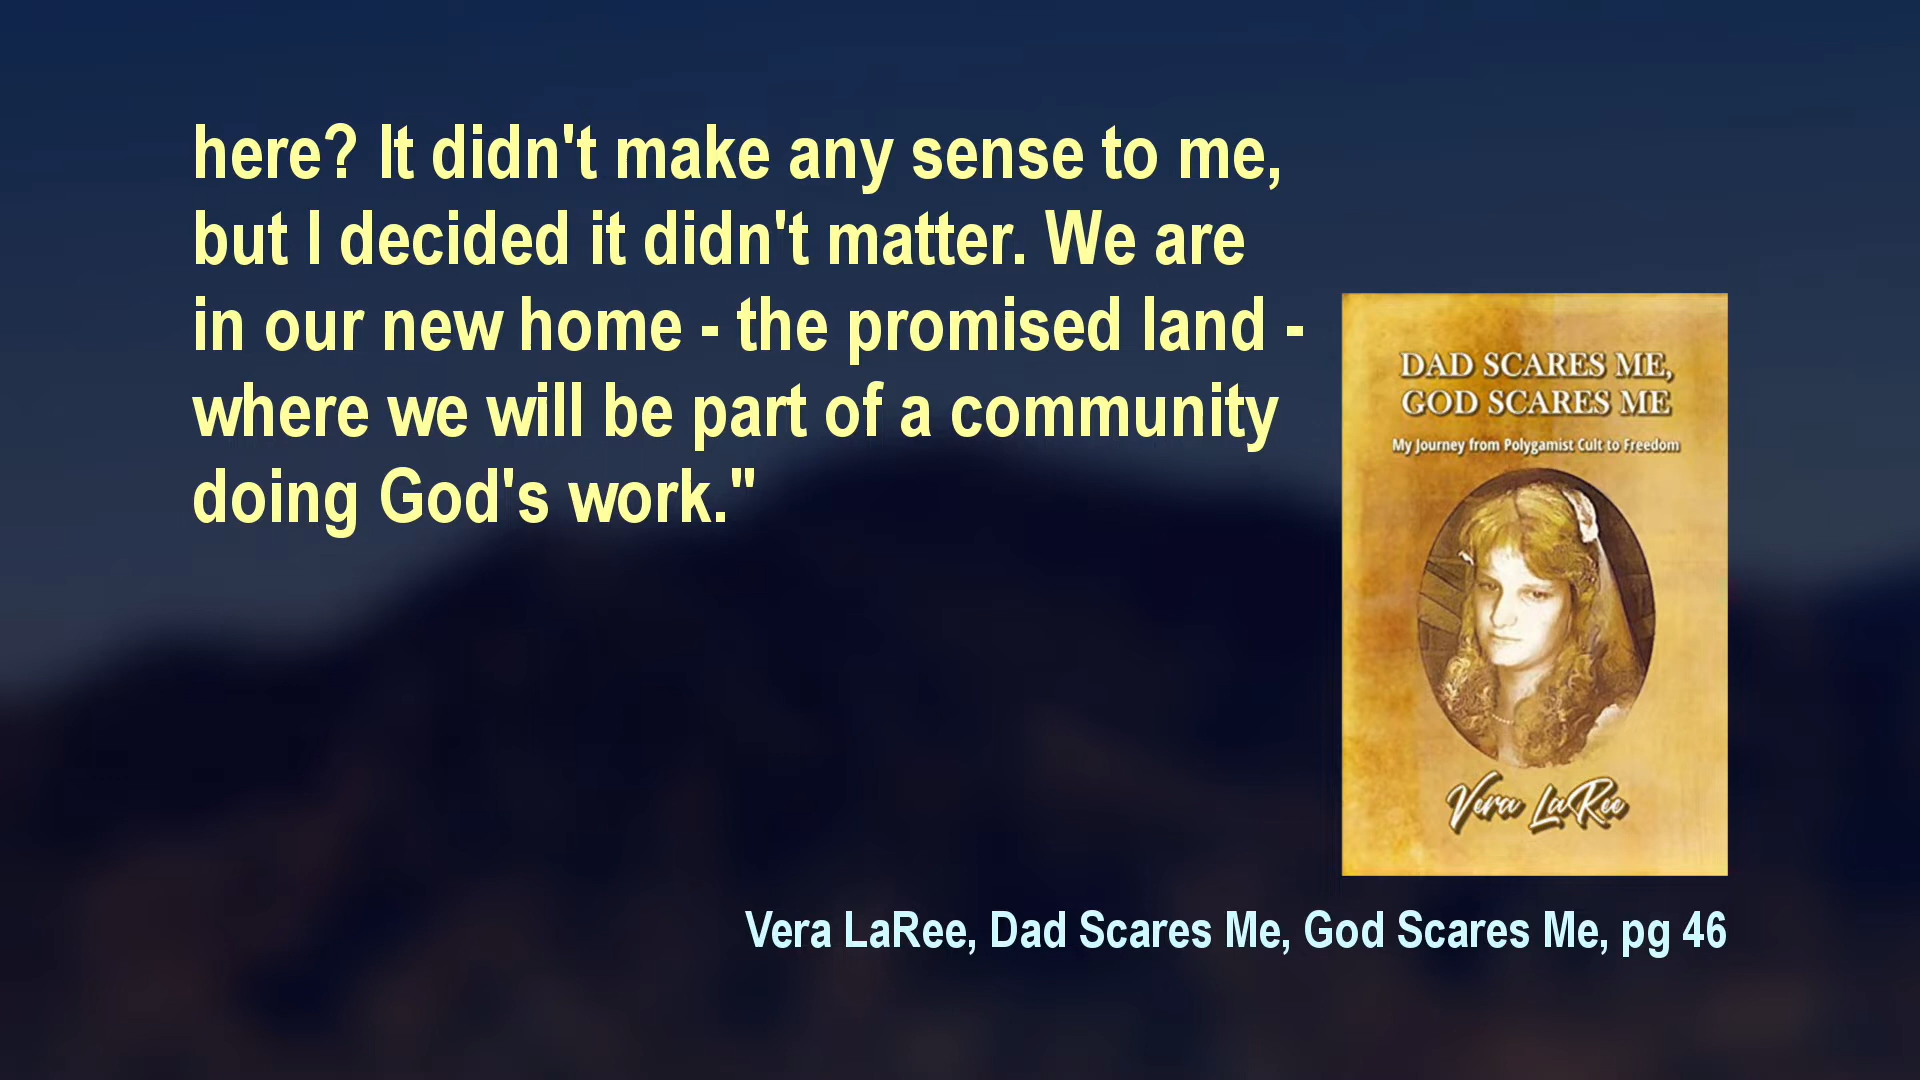 here? It didn't make any sense to me,
but I decided it didn't matter. We are
in our new home - the promised land -
where we will be part of a community
doing God's work."
DAD SCARES ME,
GOD SCARES ME
My Journey from Polygamist Cult to Freedom
Vera LaRee
Vera LaRee, Dad Scares Me, God Scares Me, pg 46